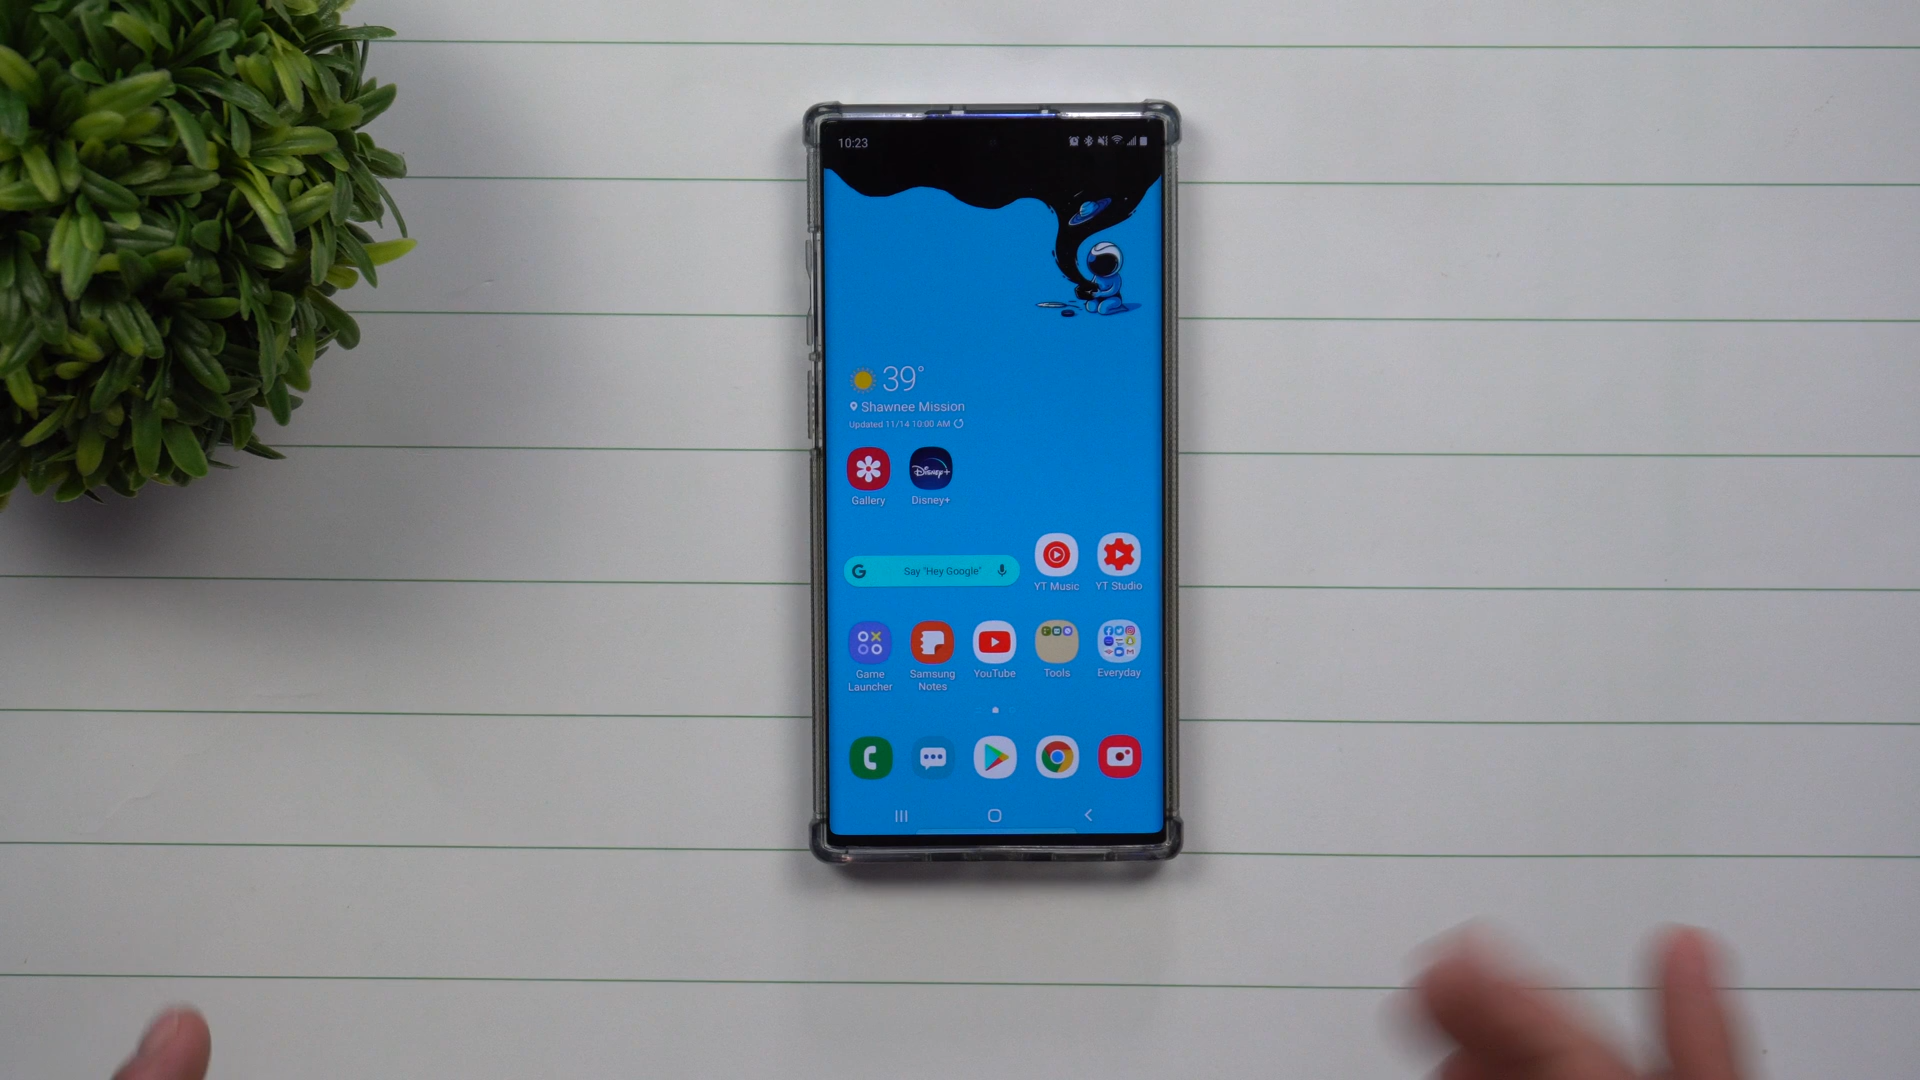 10:23
39°
Shawnee Mission
Updated 11/14 10:00 AM
Gallery
Disney+
Disney+
G
Say "Hey Google"
YT Music
YT Studio
Game
Launcher
Samsung
Notes
YouTube
Tools
Everyday